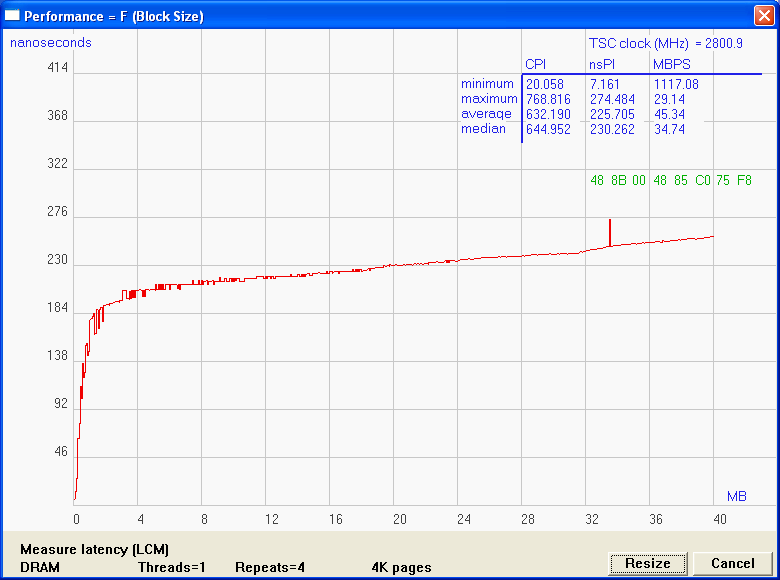 Performance = F (Block Size)
nanoseconds
TSC clock (MHz) = 2800.9
CPI nsPI MBPS
minimum 20.058 7.161 1117.08
maximum 768.816 274.484 29.14
average 632.190 225.705 45.34
median 644.952 230.262 34.74
48 8B 00 48 85 C0 75 F8
414
368
322
276
230
184
138
92
46
MB
0 4 8 12 16 20 24 28 32 36 40
Measure latency (LCM)
DRAM Threads=1 Repeats=4 4K pages
Resize Cancel